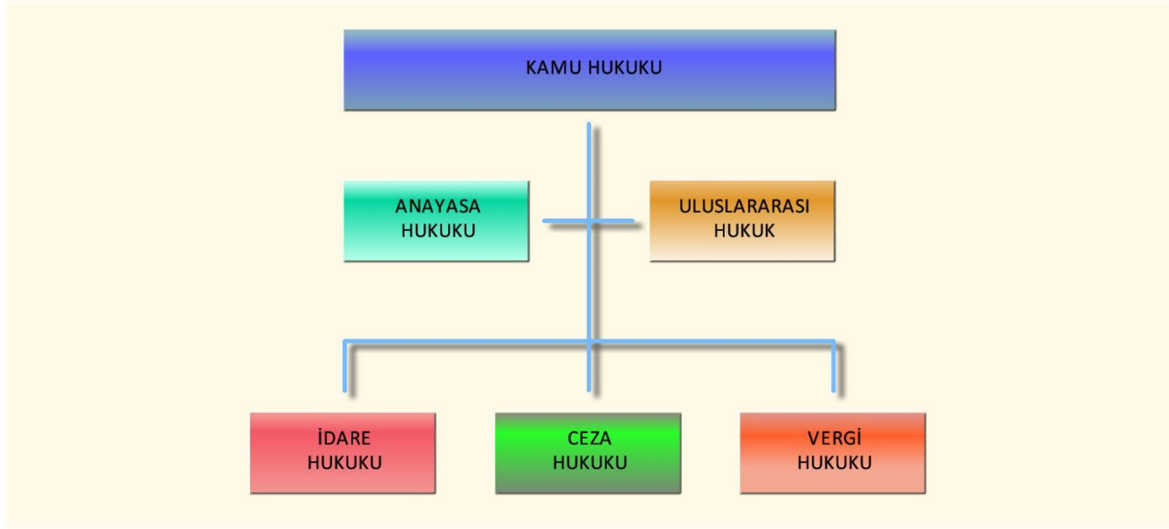 KAMU HUKUKU
ANAYASA
HUKUKU
ULUSLARARASI
HUKUK
İDARE
HUKUKU
CEZA
HUKUKU
VERGİ
HUKUKU